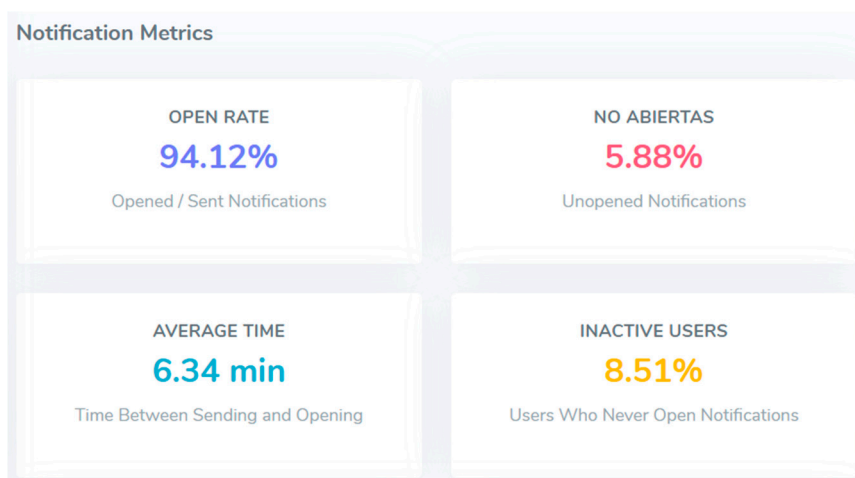 Notification Metrics
OPEN RATE
94.12%
Opened / Sent Notifications
NO ABIERTAS
5.88%
Unopened Notifications
AVERAGE TIME
6.34 min
Time Between Sending and Opening
INACTIVE USERS
8.51%
Users Who Never Open Notifications